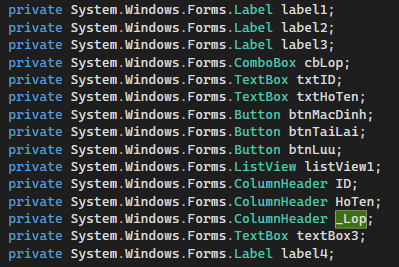 private System.Windows.Forms.Label label1;
private System.Windows.Forms.Label label2;
private System.Windows.Forms.Label label3;
private System.Windows.Forms.ComboBox cbLop;
private System.Windows.Forms.TextBox txtID;
private System.Windows.Forms.TextBox txtHoTen;
private System.Windows.Forms.Button btnMacDinh;
private System.Windows.Forms.Button btnTaiLai;
private System.Windows.Forms.Button btnLuu;
private System.Windows.Forms.ListView listView1;
private System.Windows.Forms.ColumnHeader ID;
private System.Windows.Forms.ColumnHeader HoTen;
private System.Windows.Forms.ColumnHeader _Lop;
private System.Windows.Forms.TextBox textBox3;
private System.Windows.Forms.Label label4;